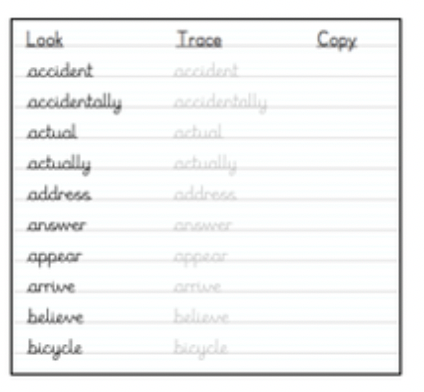 Look Trace Copy
accident accident
accidentally accidentally
actual actual
actually actually
address address
answer answer
appear appear
arrive arrive
believe believe
bicycle bicycle